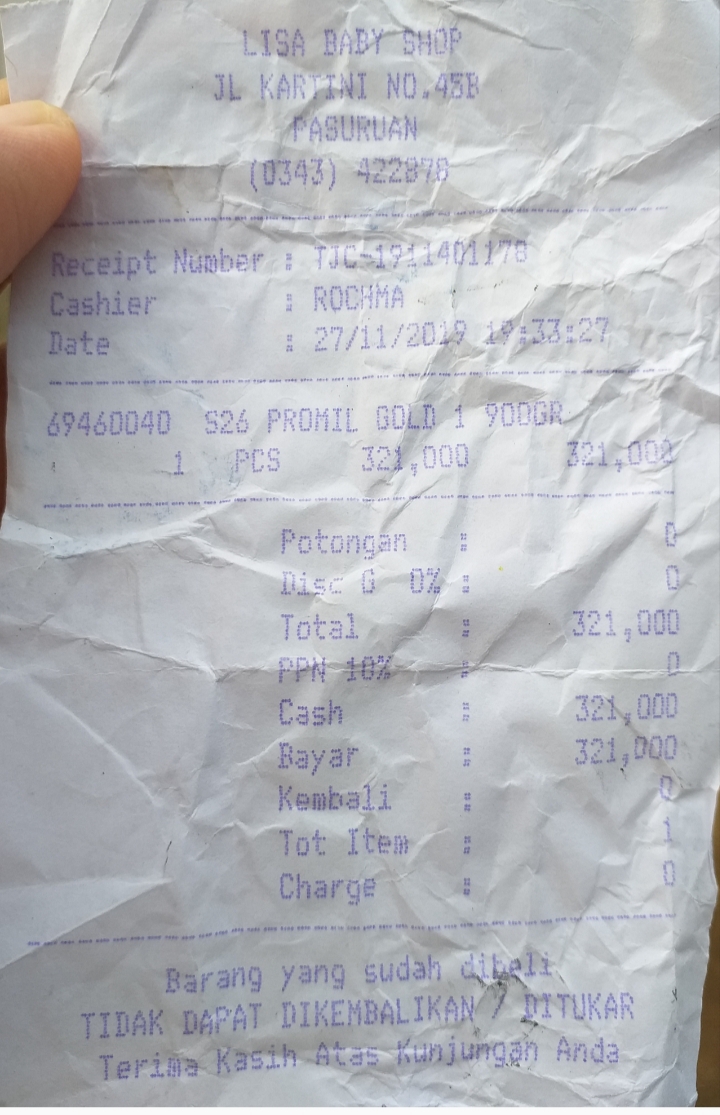 LISA BABY SHOP
JL KARTINI NO.45B
PASURUAN
(0343) 422878
Receipt Number : TJC-1911401178
Cashier : ROCHMA
Date : 27/11/2019 19:33:27
69460040 S26 PROMIL GOLD 1 900GR
1 PCS 321,000 321,000
Potongan : 0
Disc G 0% : 0
Total : 321,000
PPN 10% : 0
Cash : 321,000
Bayar : 321,000
Kembali : 0
Tot Item : 1
Charge : 0
Barang yang sudah dibeli
TIDAK DAPAT DIKEMBALIKAN / DITUKAR
Terima Kasih Atas Kunjungan Anda